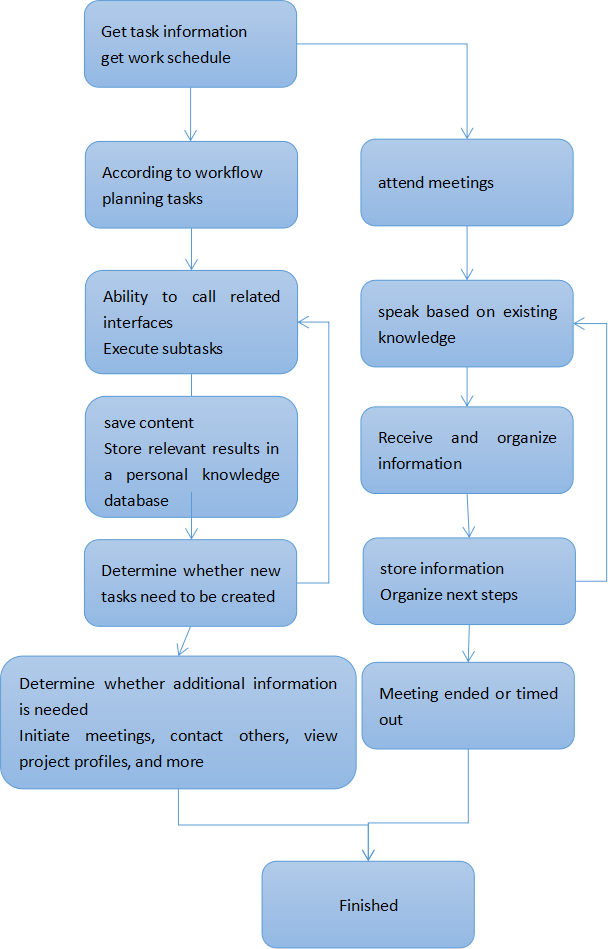 Get task information
get work schedule
According to workflow
planning tasks
Ability to call related
interfaces
Execute subtasks
save content
Store relevant results in
a personal knowledge
database
Determine whether new
tasks need to be created
Determine whether additional information
is needed
Initiate meetings, contact others, view
project profiles, and more
attend meetings
speak based on existing
knowledge
Receive and organize
information
store information
Organize next steps
Meeting ended or timed
out
Finished